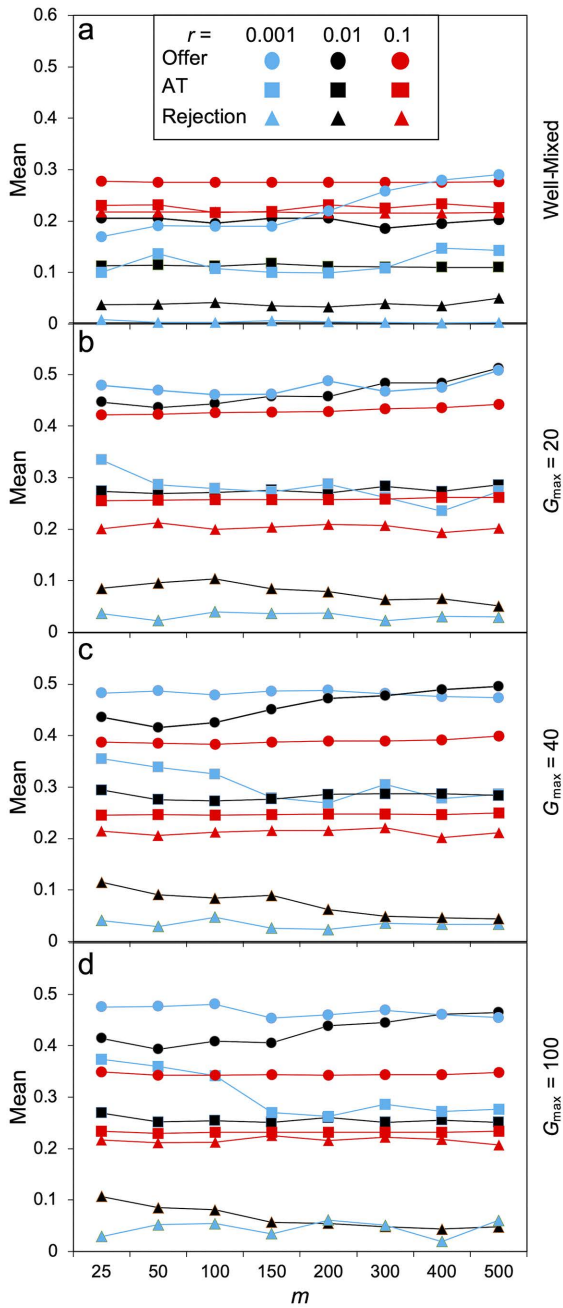 a
r = 0.001 0.01 0.1
Offer
AT
Rejection
0.6
0.5
0.4
0.3
0.2
0.1
0
Mean
Well-Mixed
b
0.5
0.4
0.3
0.2
0.1
0
Mean
Gmax = 20
c
0.5
0.4
0.3
0.2
0.1
0
Mean
Gmax = 40
d
0.5
0.4
0.3
0.2
0.1
0
Mean
Gmax = 100
25 50 100 150 200 300 400 500
m